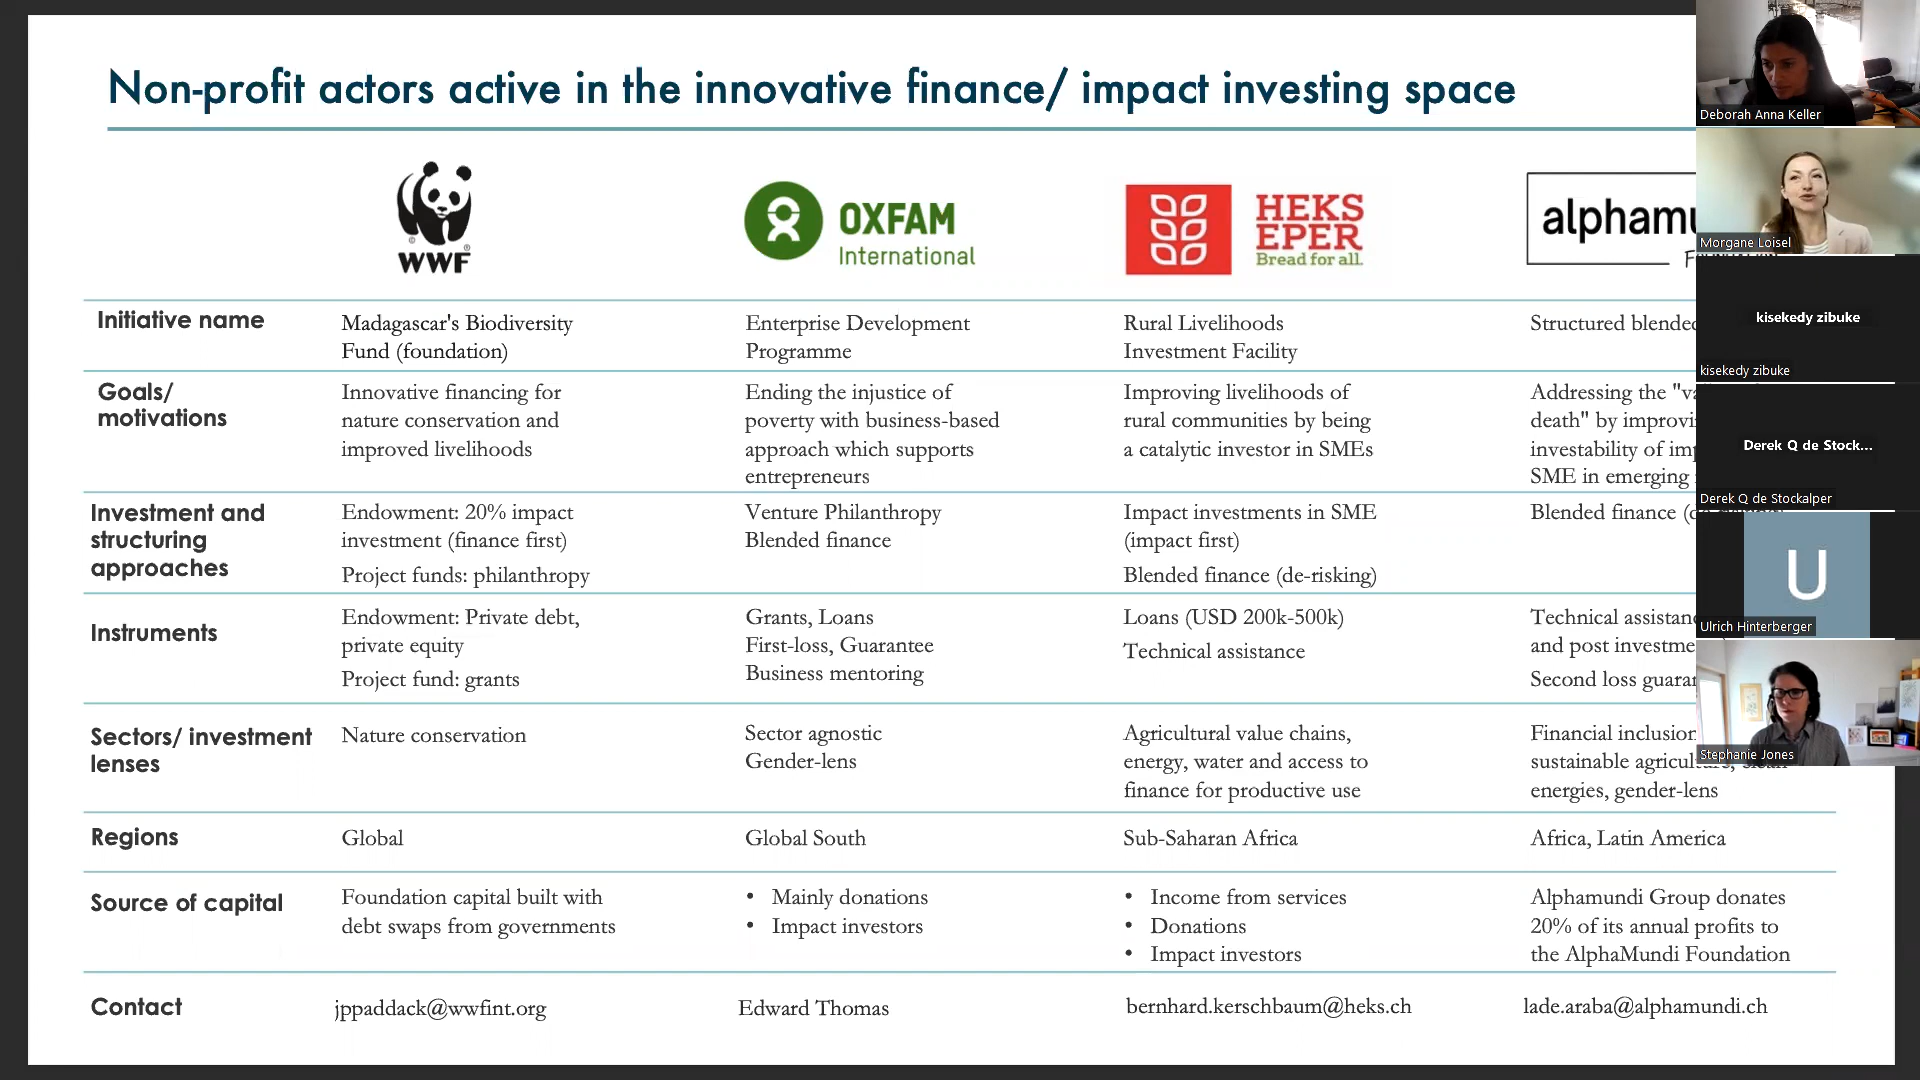 Non-profit actors active in the innovative finance/ impact investing space
WWF
OXFAM
International
HEKS
EPER
Bread for all.
Initiative name
Madagascar's Biodiversity
Fund (foundation)
Enterprise Development
Programme
Rural Livelihoods
Investment Facility
Structured blended
Goals/
motivations
Innovative financing for
nature conservation and
improved livelihoods
Ending the injustice of
poverty with business-based
approach which supports
entrepreneurs
Improving livelihoods of
rural communities by being
a catalytic investor in SMEs
Addressing the
death" by
investability of
SME in emerging
Investment and
structuring
approaches
Endowment: 20% impact
investment (finance first)
Project funds: philanthropy
Venture Philanthropy
Blended finance
Impact investments in SME
(impact first)
Blended finance (de-risking)
Blended finance
Instruments
Endowment: Private debt,
private equity
Project fund: grants
Grants, Loans
First-loss, Guarantee
Business mentoring
Loans (USD 200k-500k)
Technical assistance
Technical
and post
Second loss
Sectors/ investment
lenses
Nature conservation
Sector agnostic
Gender-lens
Agricultural value chains,
energy, water and access to
finance for productive use
Financial inclusion
sustainable
energies, gender-lens
Regions
Global
Global South
Sub-Saharan Africa
Africa, Latin America
Source of capital
Foundation capital built with
debt swaps from governments
• Mainly donations
• Impact investors
• Income from services
• Donations
• Impact investors
Alphamundi Group donates
20% of its annual profits to
the AlphaMundi Foundation
Contact
jppaddack@wwfint.org
Edward Thomas
bernhard.kerschbaum@heks.ch
lade.araba@alphamundi.ch
Deborah Anna Keller
Morgane Loisel
kisekedy zibuke
kisekedy zibuke
Derek Q de Stock...
Derek Q de Stockalper
U
Ulrich Hinterberger
Stephanie Jones